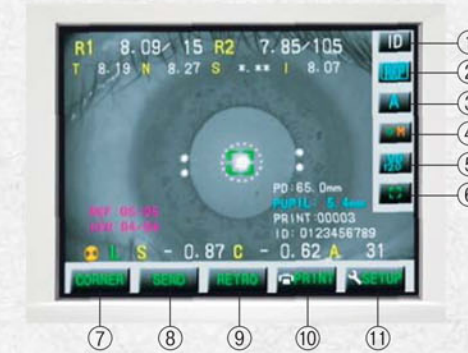 R1 8.09/ 15 R2 7.85/105
T 8.19 N 8.27 S *.** I 8.07
ID ①
②
A ③
M ④
120 ⑤
⑥
PD:65.0mm
PUPIL: 5.4mm
PRINT:00003
ID: 0123456789
L S - 0.87 C - 0.62 A 31
CORNER SEND RETRO PRINT SETUP
⑦ ⑧ ⑨ ⑩ ⑪